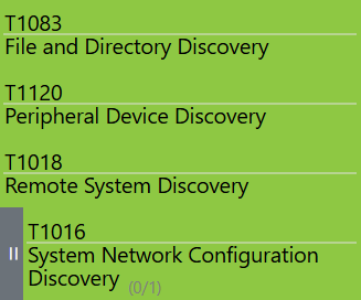 T1083
File and Directory Discovery
T1120
Peripheral Device Discovery
T1018
Remote System Discovery
T1016
System Network Configuration
Discovery (0/1)